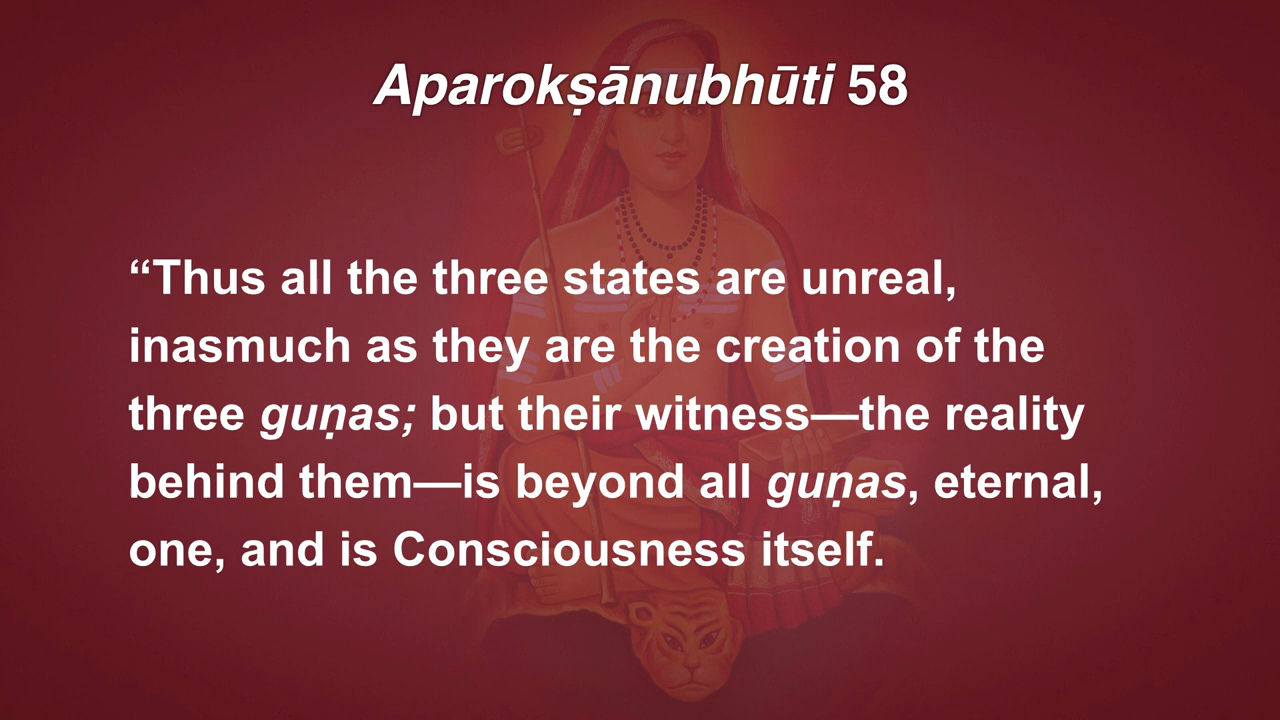 Aparokṣānubhūti 58
“Thus all the three states are unreal,
inasmuch as they are the creation of the
three guṇas; but their witness—the reality
behind them—is beyond all guṇas, eternal,
one, and is Consciousness itself.